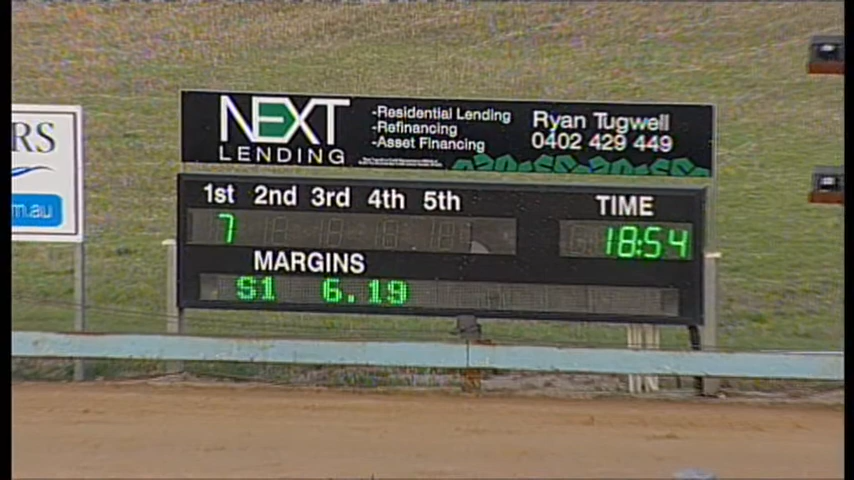 NEXT
LENDING
-Residential Lending
-Refinancing
-Asset Financing
Ryan Tugwell
0402 429 449
RS
m.au
1st 2nd 3rd 4th 5th TIME
7 18:54
MARGINS
S1 6.19